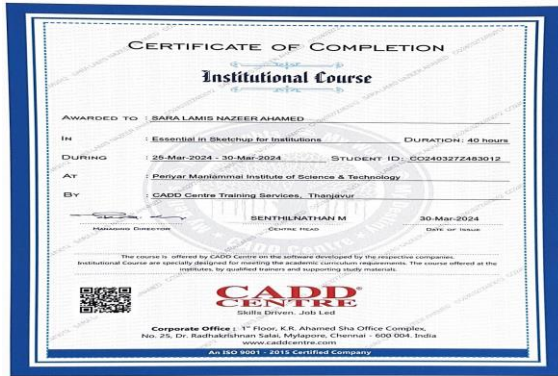 CERTIFICATE OF COMPLETION
Institutional Course
AWARDED TO : SARA LAMIS NAZEER AHAMED
IN : Essential in Sketchup for Institutions DURATION: 40 hours
DURING : 25-Mar-2024 - 30-Mar-2024 STUDENT ID: CO240327Z483012
AT : Periyar Maniammai Institute of Science & Technology
BY : CADD Centre Training Services, Thanjavur
SENTHILNATHAN M 30-Mar-2024
MANAGING DIRECTOR CENTRE HEAD DATE OF ISSUE
The course is offered by CADD Centre on the software developed by the respective companies.
Institutional Course are specially designed for meeting the academic curriculum requirements. The course offered at the
institutes, by qualified trainers and supporting study materials.
CADD
CENTRE
Skills Driven. Job Led
Corporate Office : 1st Floor, K.R. Ahamed Sha Office Complex,
No. 25, Dr. Radhakrishnan Salai, Mylapore, Chennai - 600 004. India
www.caddcentre.com
An ISO 9001 - 2015 Certified Company